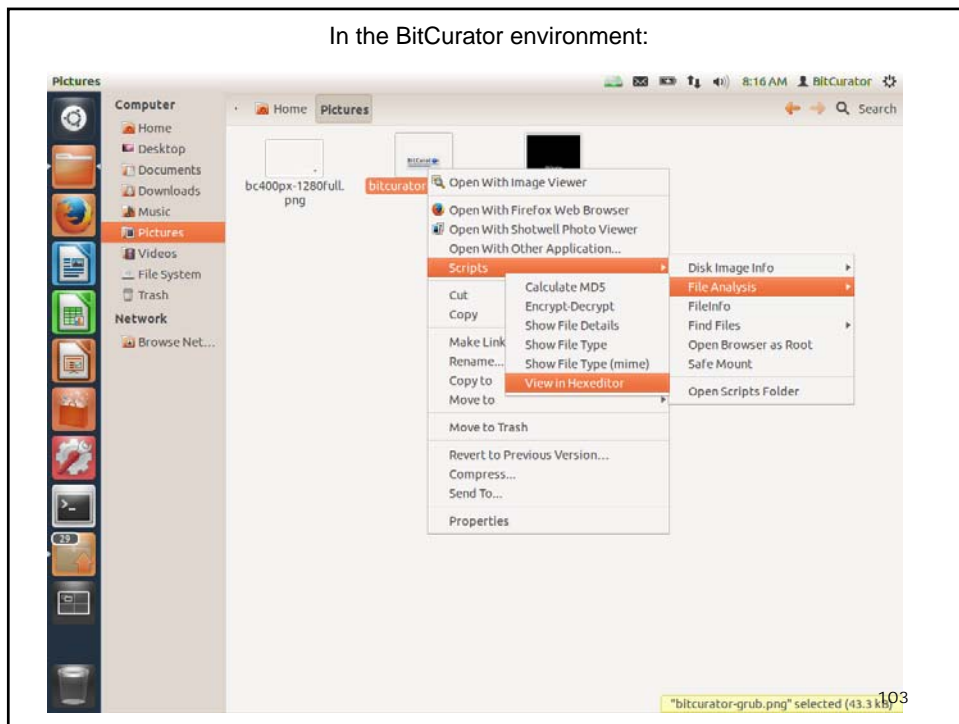 In the BitCurator environment:
Pictures
8:16 AM BitCurator
Computer
Home
Desktop
Documents
Downloads
Music
Pictures
Videos
File System
Trash
Network
Browse Net...
Home Pictures
Search
bc400px-1280full.
png
bitcurator
BitCurat
Open With Image Viewer
Open With Firefox Web Browser
Open With Shotwell Photo Viewer
Open With Other Application...
Scripts
Cut
Copy
Make Link
Rename...
Copy to
Move to
Move to Trash
Revert to Previous Version...
Compress...
Send To...
Properties
Calculate MD5
Encrypt-Decrypt
Show File Details
Show File Type
Show File Type (mime)
View in Hexeditor
Disk Image Info
File Analysis
FileInfo
Find Files
Open Browser as Root
Safe Mount
Open Scripts Folder
29
"bitcurator-grub.png" selected (43.3 kB)
103